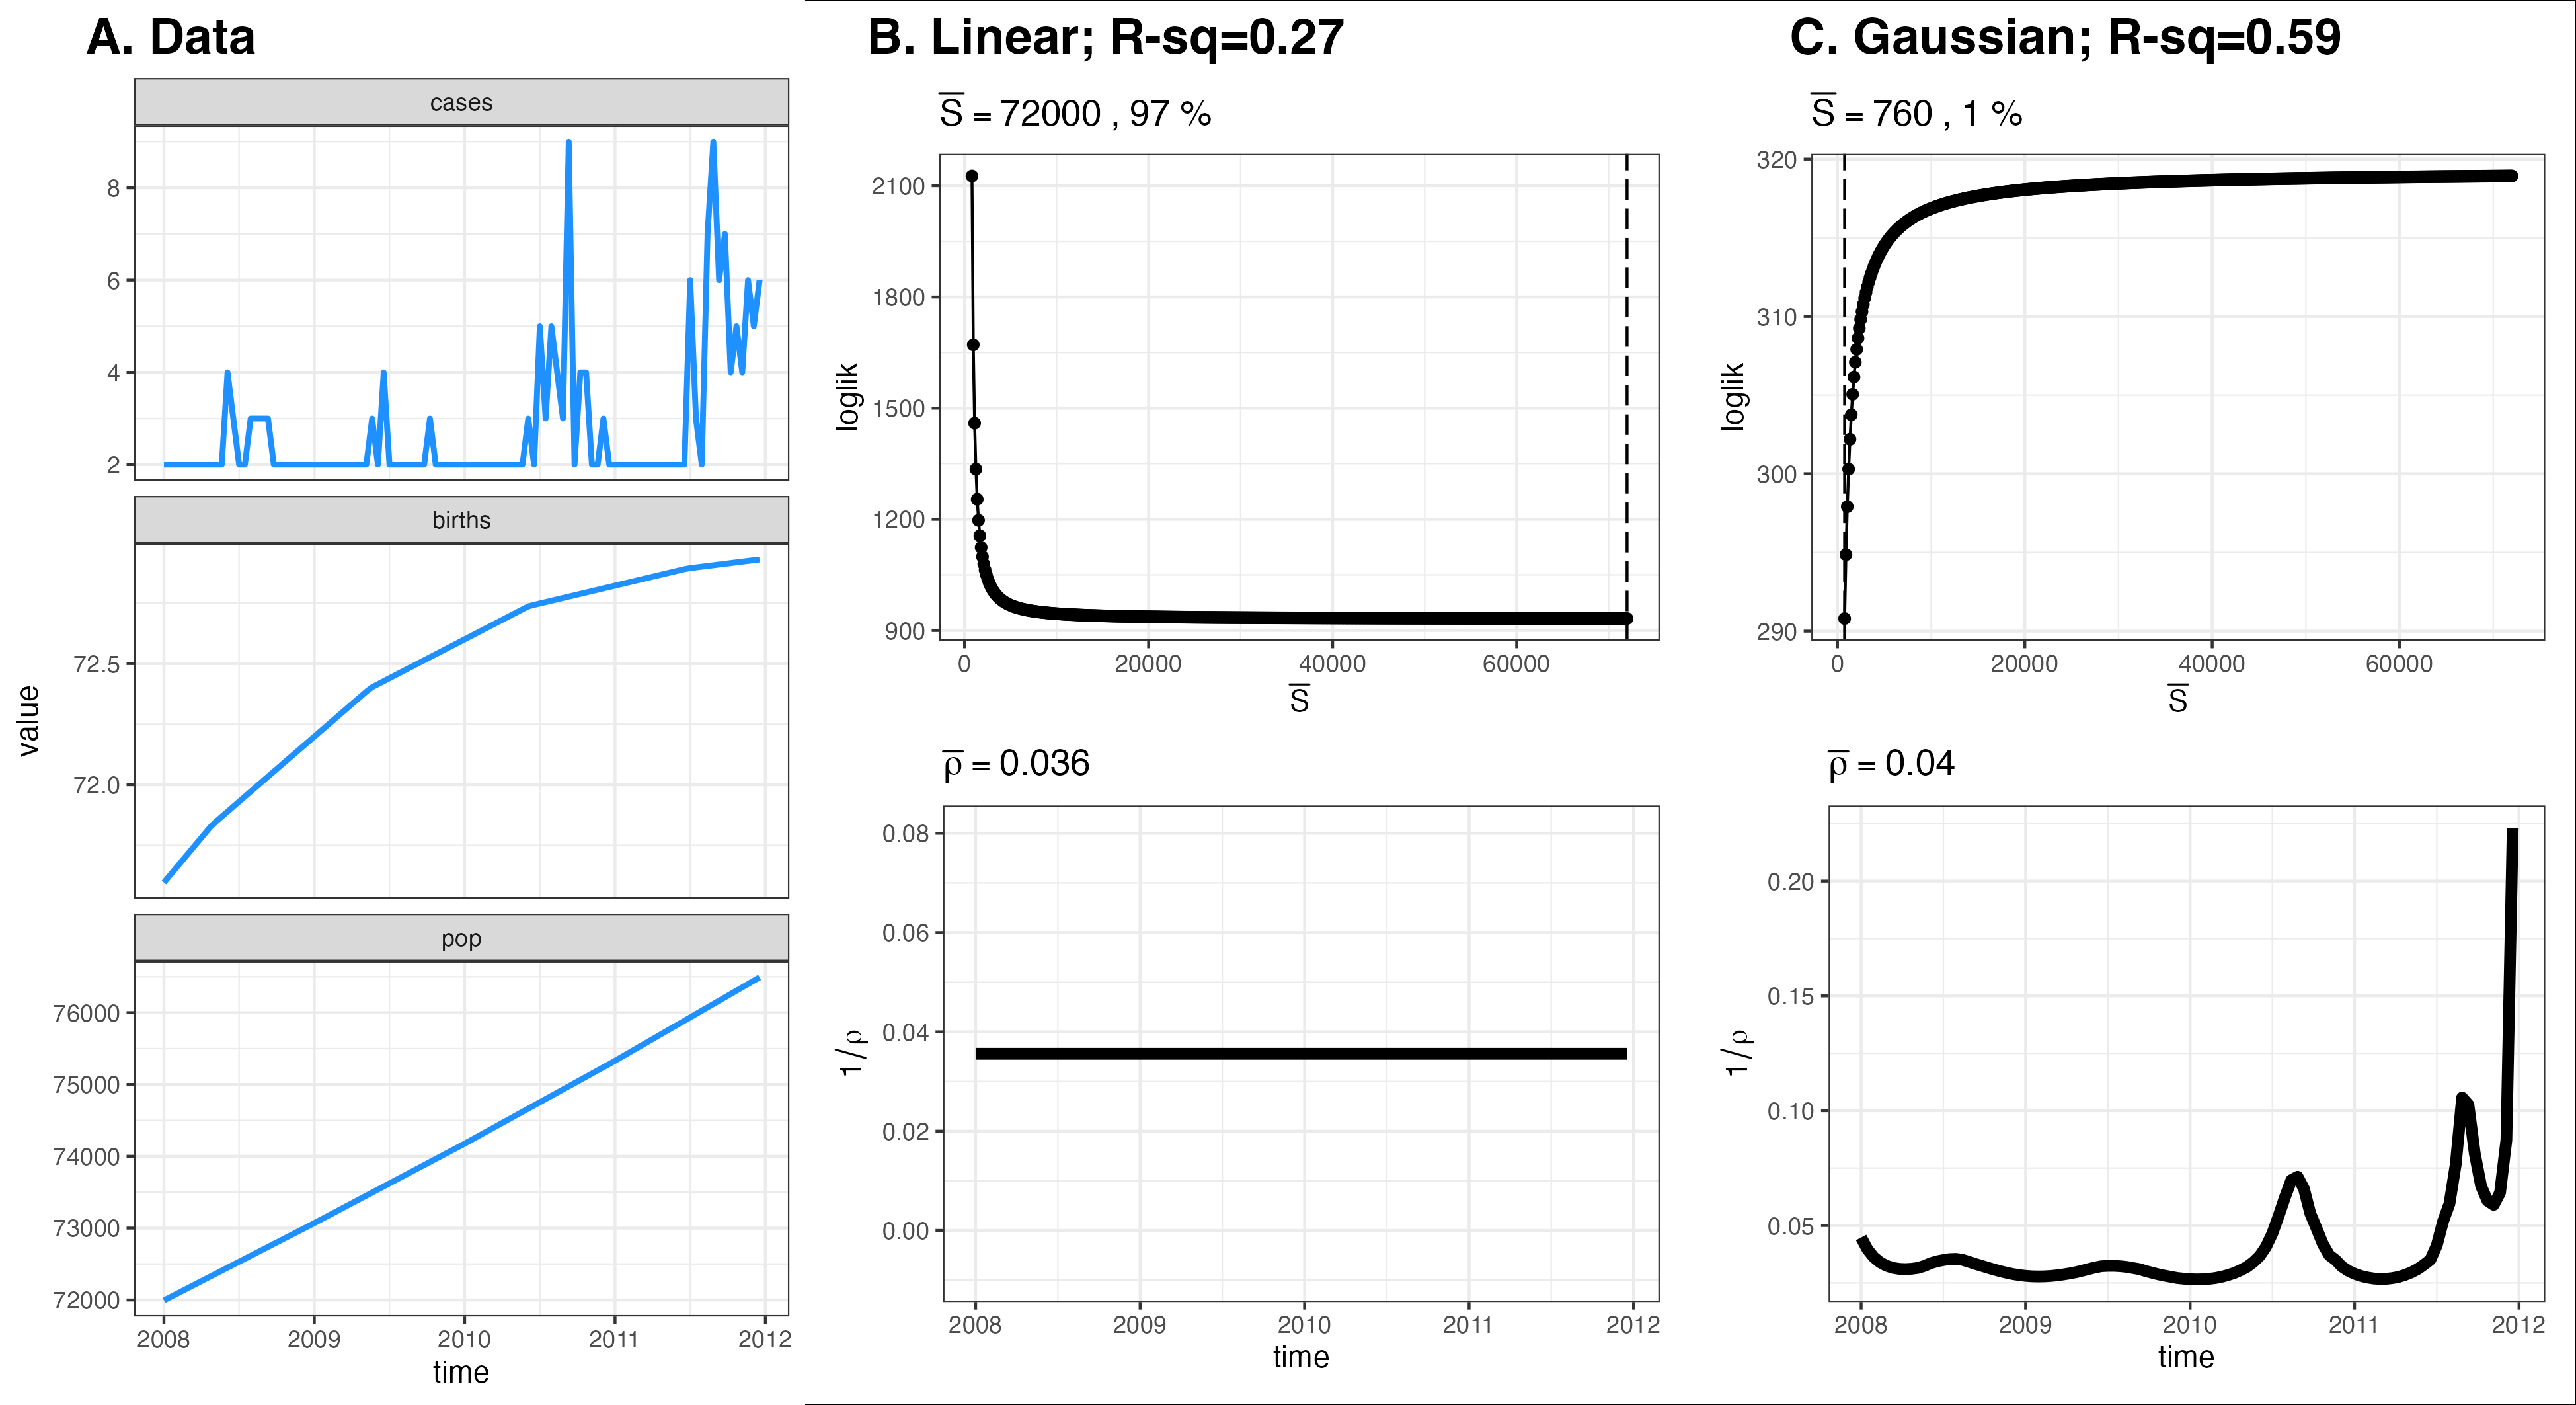 A. Data
cases
8
6
4
2
births
72.5
72.0
pop
76000
75000
74000
73000
72000
2008 2009 2010 2011 2012
time
value
B. Linear; R-sq=0.27
S̅ = 72000 , 97 %
2100
1800
1500
1200
900
loglik
0 20000 40000 60000
S̅
ρ̅ = 0.036
0.08
0.06
0.04
0.02
0.00
1/ρ
2008 2009 2010 2011 2012
time
C. Gaussian; R-sq=0.59
S̅ = 760 , 1 %
320
310
300
290
loglik
0 20000 40000 60000
S̅
ρ̅ = 0.04
0.20
0.15
0.10
0.05
1/ρ
2008 2009 2010 2011 2012
time